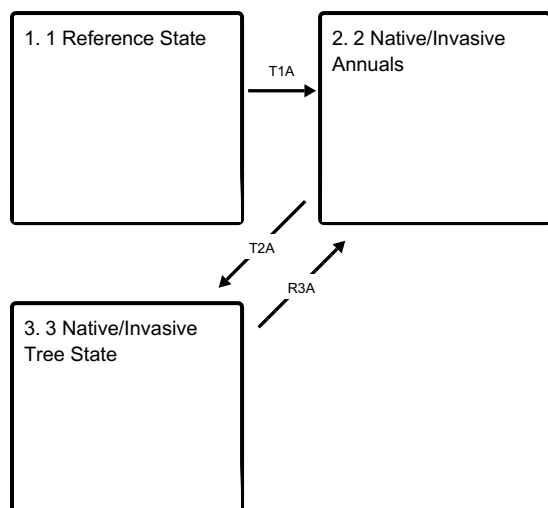 1. 1 Reference State
T1A
2. 2 Native/Invasive
Annuals
T2A
R3A
3. 3 Native/Invasive
Tree State